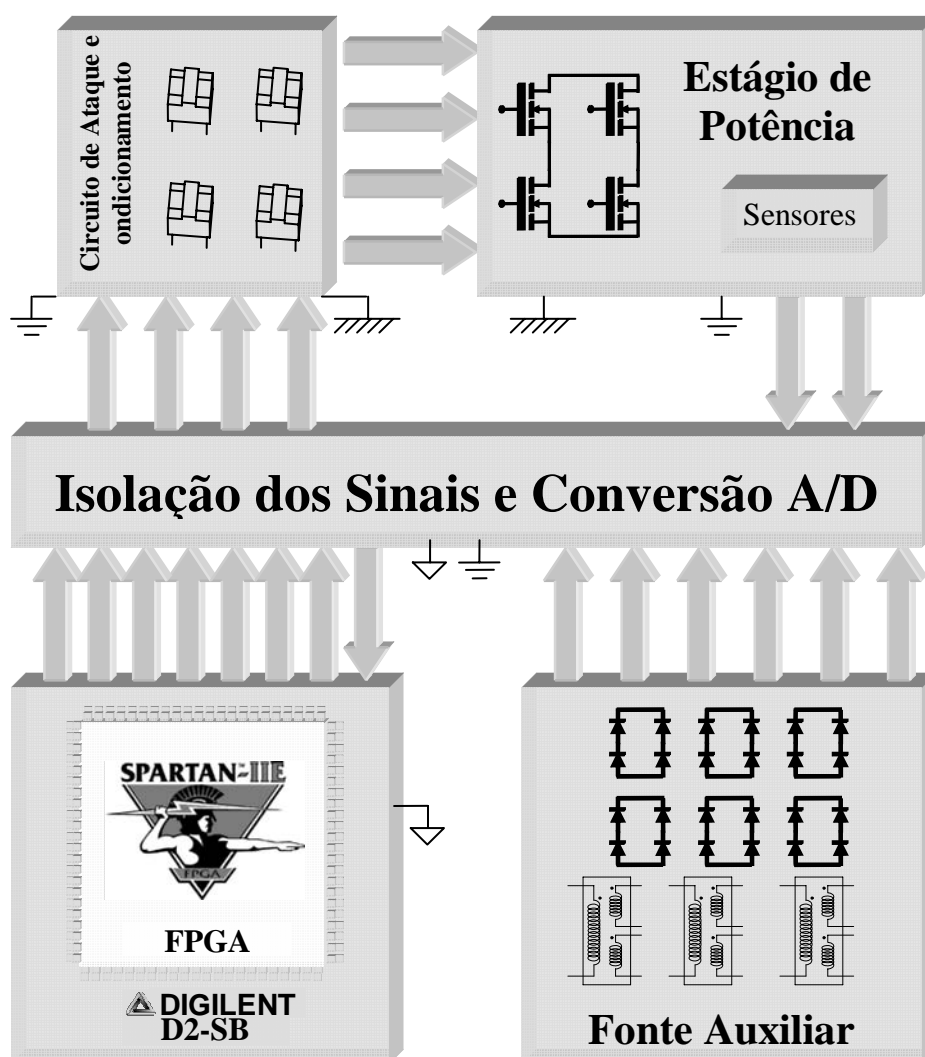 Circuito de Ataque e
ondicionamento
Estágio de
Potência
Sensores
Isolação dos Sinais e Conversão A/D
SPARTAN-IIE
FPGA
FPGA
DIGILENT
D2-SB
Fonte Auxiliar